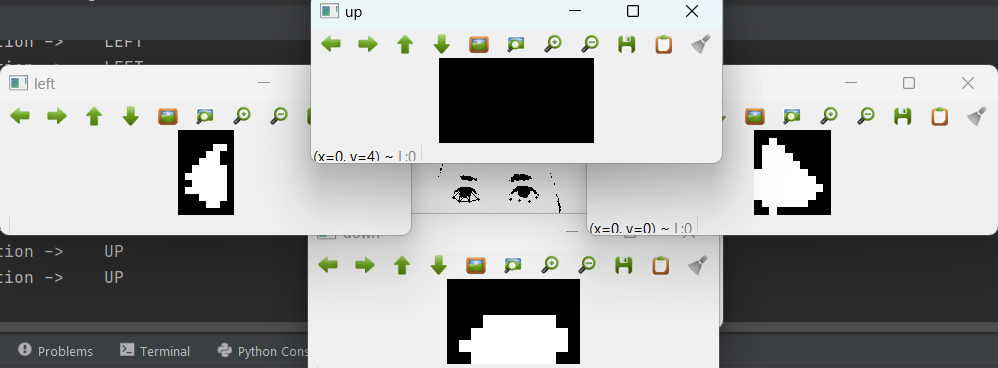 up
tion -> LEFT
tion -> LEFT
left
(x=0, y=4) ~ L:0
(x=0, y=0) ~ L:0
down
tion -> UP
tion -> UP
Problems
Terminal
Python Cons